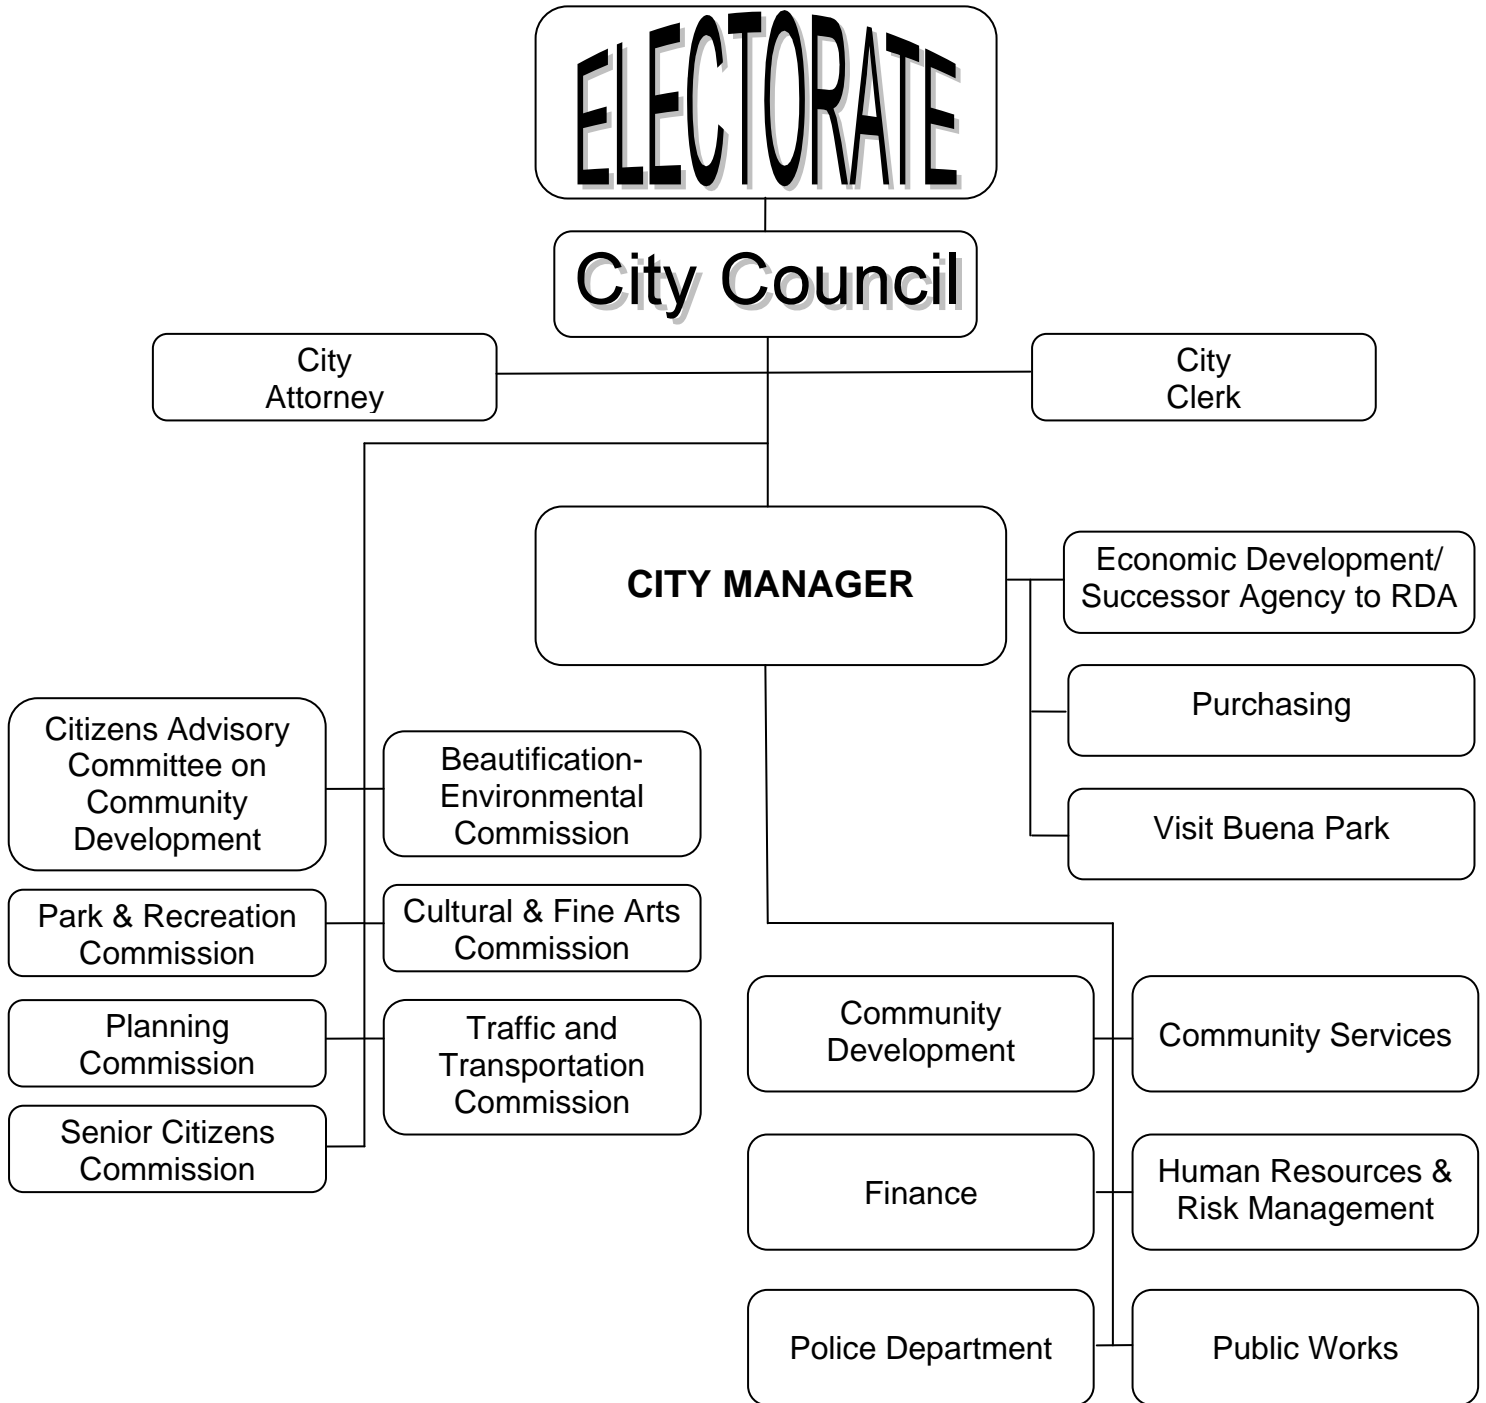 ELECTORATE
City Council
City
Attorney
City
Clerk
CITY MANAGER
Economic Development/
Successor Agency to RDA
Purchasing
Visit Buena Park
Citizens Advisory
Committee on
Community
Development
Beautification-
Environmental
Commission
Park & Recreation
Commission
Cultural & Fine Arts
Commission
Planning
Commission
Traffic and
Transportation
Commission
Senior Citizens
Commission
Community
Development
Community Services
Finance
Human Resources &
Risk Management
Police Department
Public Works